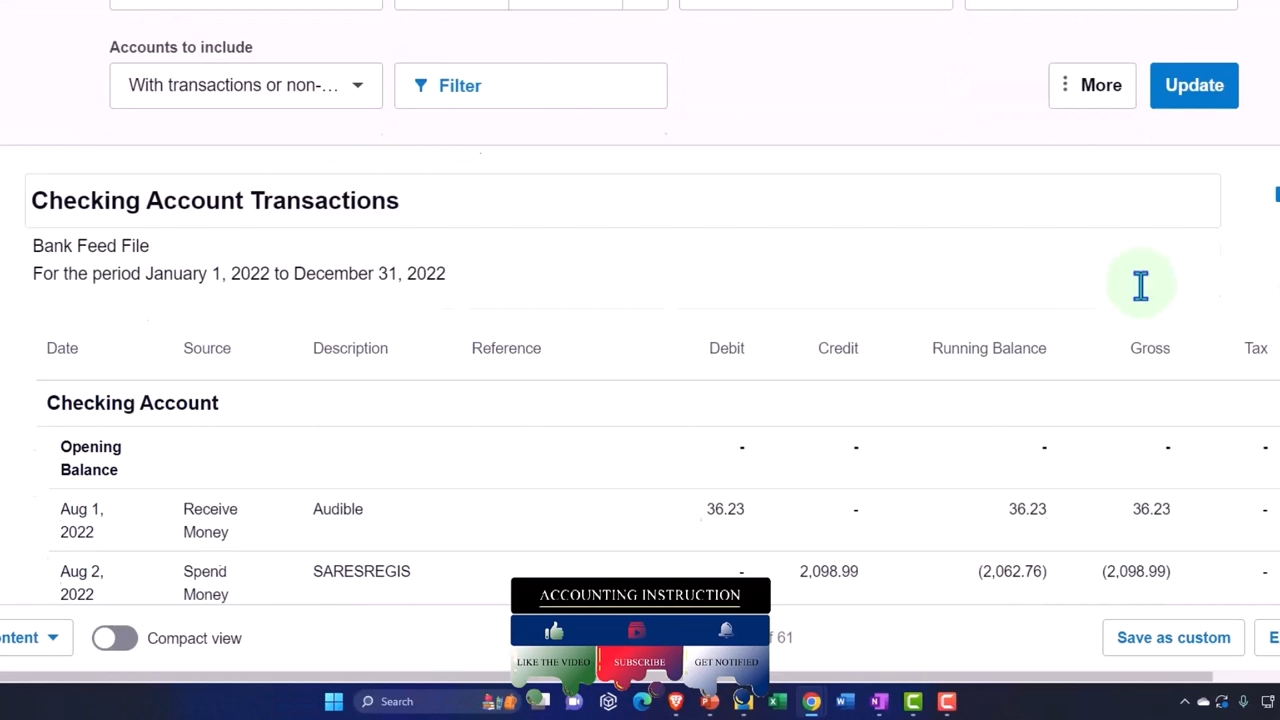 Accounts to include
With transactions or non-...
Filter
More
Update
Checking Account Transactions
Bank Feed File
For the period January 1, 2022 to December 31, 2022
Date Source Description Reference Debit Credit Running Balance Gross Tax
Checking Account
Opening Balance - - - - -
Aug 1, 2022 Receive Money Audible 36.23 - 36.23 36.23 -
Aug 2, 2022 Spend Money SARESREGIS - 2,098.99 (2,062.76) (2,098.99) -
ntent
Compact view
of 61
Save as custom
E
ACCOUNTING INSTRUCTION
LIKE THE VIDEO
SUBSCRIBE
GET NOTIFIED
Search